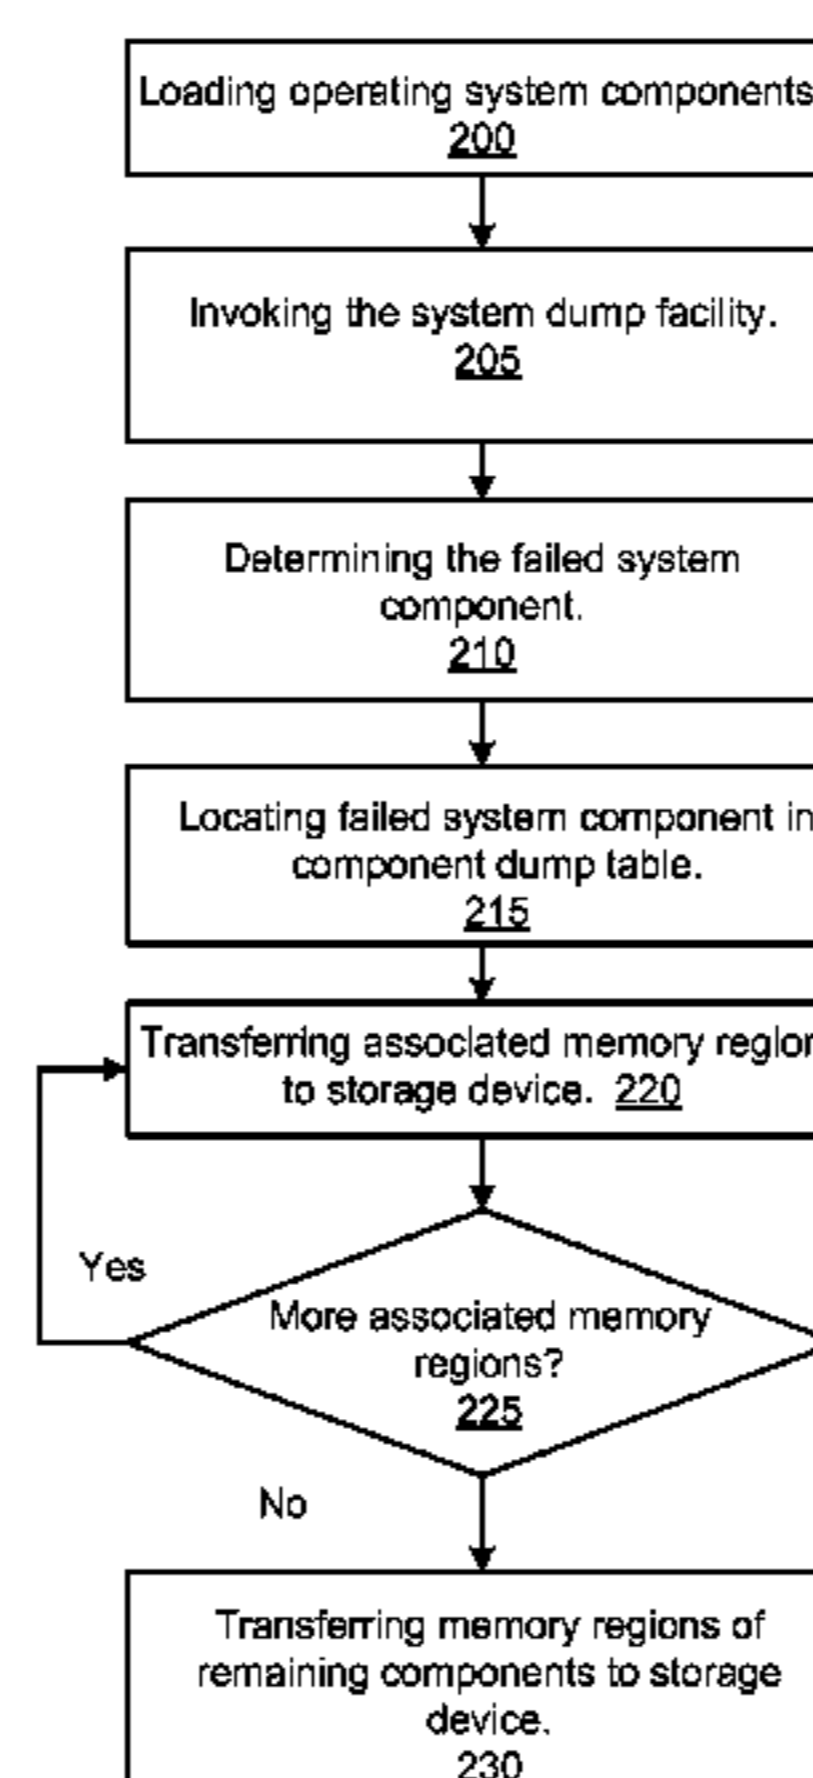 Loading operating system components
200
Invoking the system dump facility.
205
Determining the failed system
component.
210
Locating failed system component in
component dump table.
215
Transferring associated memory region
to storage device. 220
Yes
More associated memory
regions?
225
No
Transferring memory regions of
remaining components to storage
device.
230